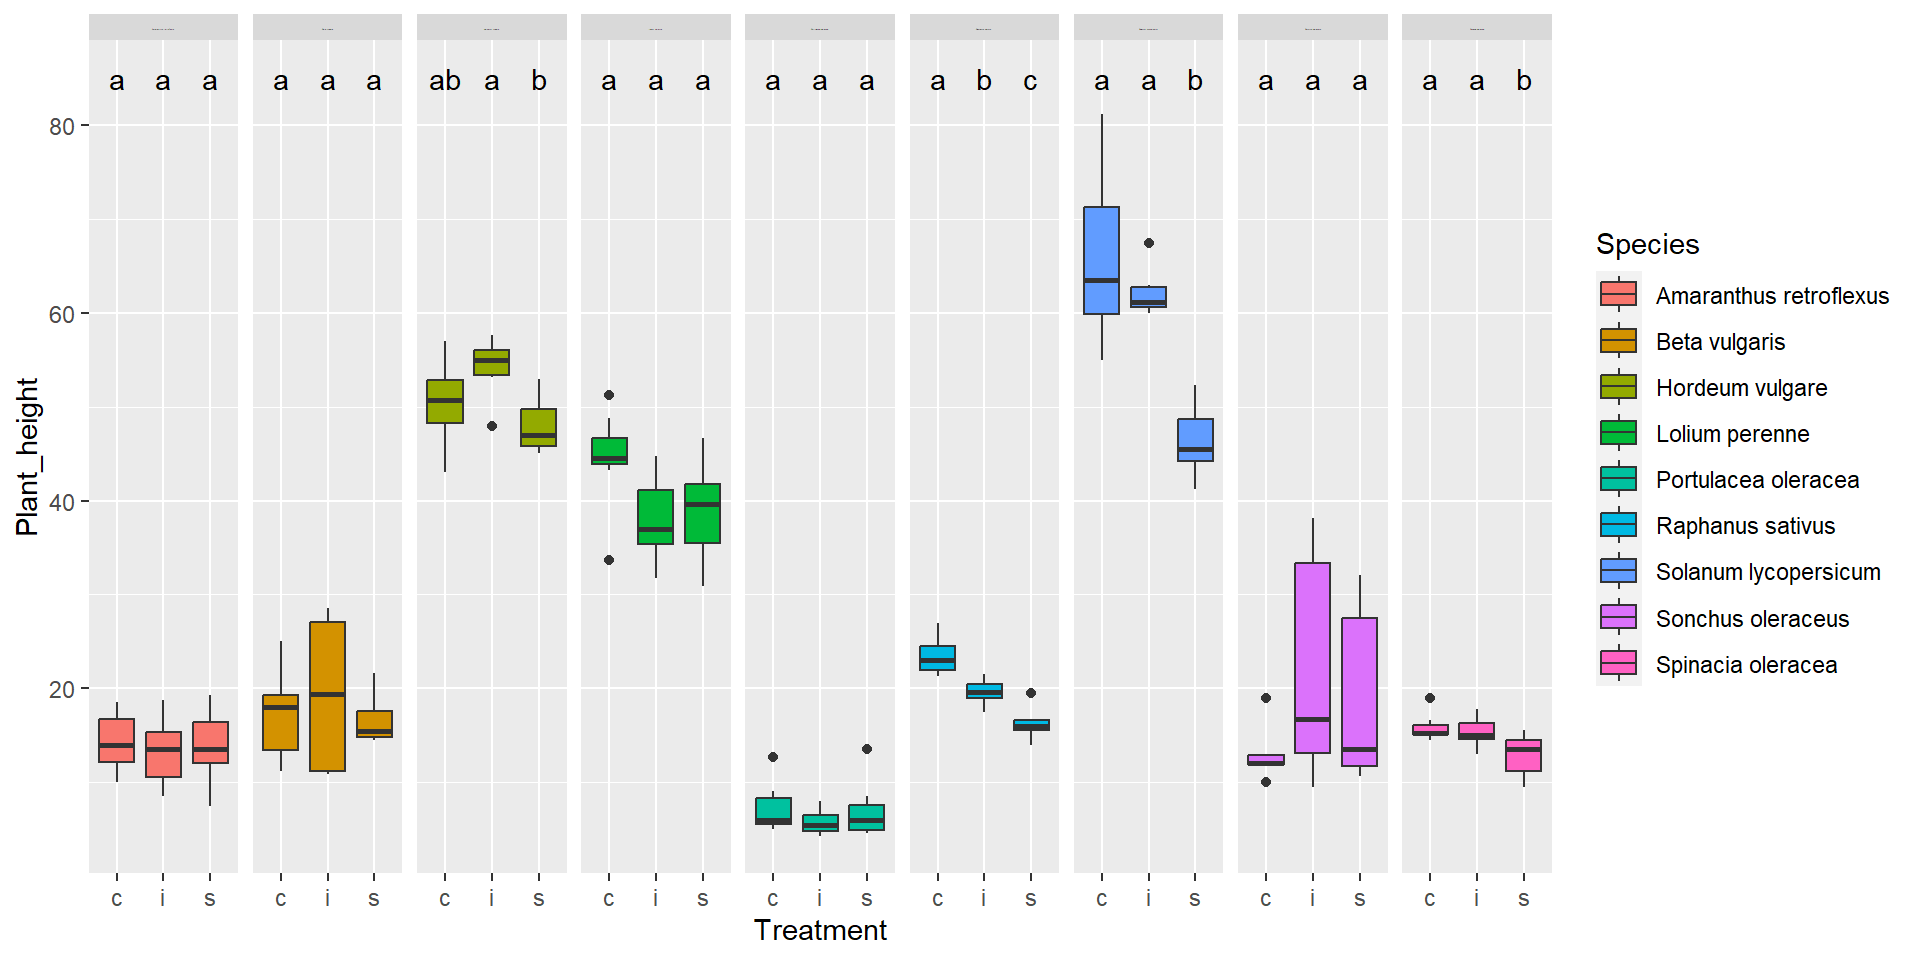 a a a a a a ab a b a a a a a a a b c a a b a a a a a b
80
60
40
20
Plant_height
c i s c i s c i s c i s c i s c i s c i s c i s c i s
Treatment
Species
Amaranthus retroflexus
Beta vulgaris
Hordeum vulgare
Lolium perenne
Portulacea oleracea
Raphanus sativus
Solanum lycopersicum
Sonchus oleraceus
Spinacia oleracea